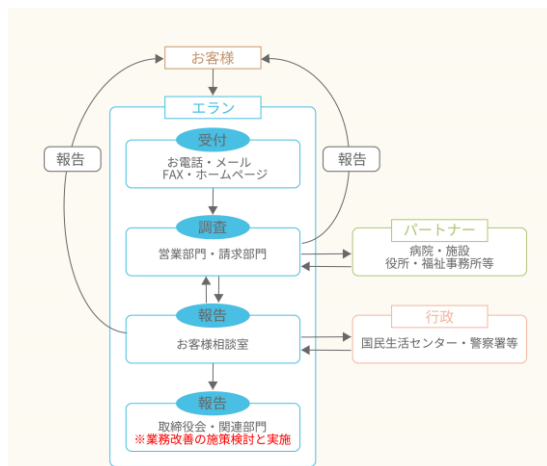 お客様
エラン
受付
お電話・メール
FAX・ホームページ
報告
報告
調査
営業部門・請求部門
パートナー
病院・施設
役所・福祉事務所等
報告
お客様相談室
行政
国民生活センター・警察署等
報告
取締役会・関連部門
※業務改善の施策検討と実施